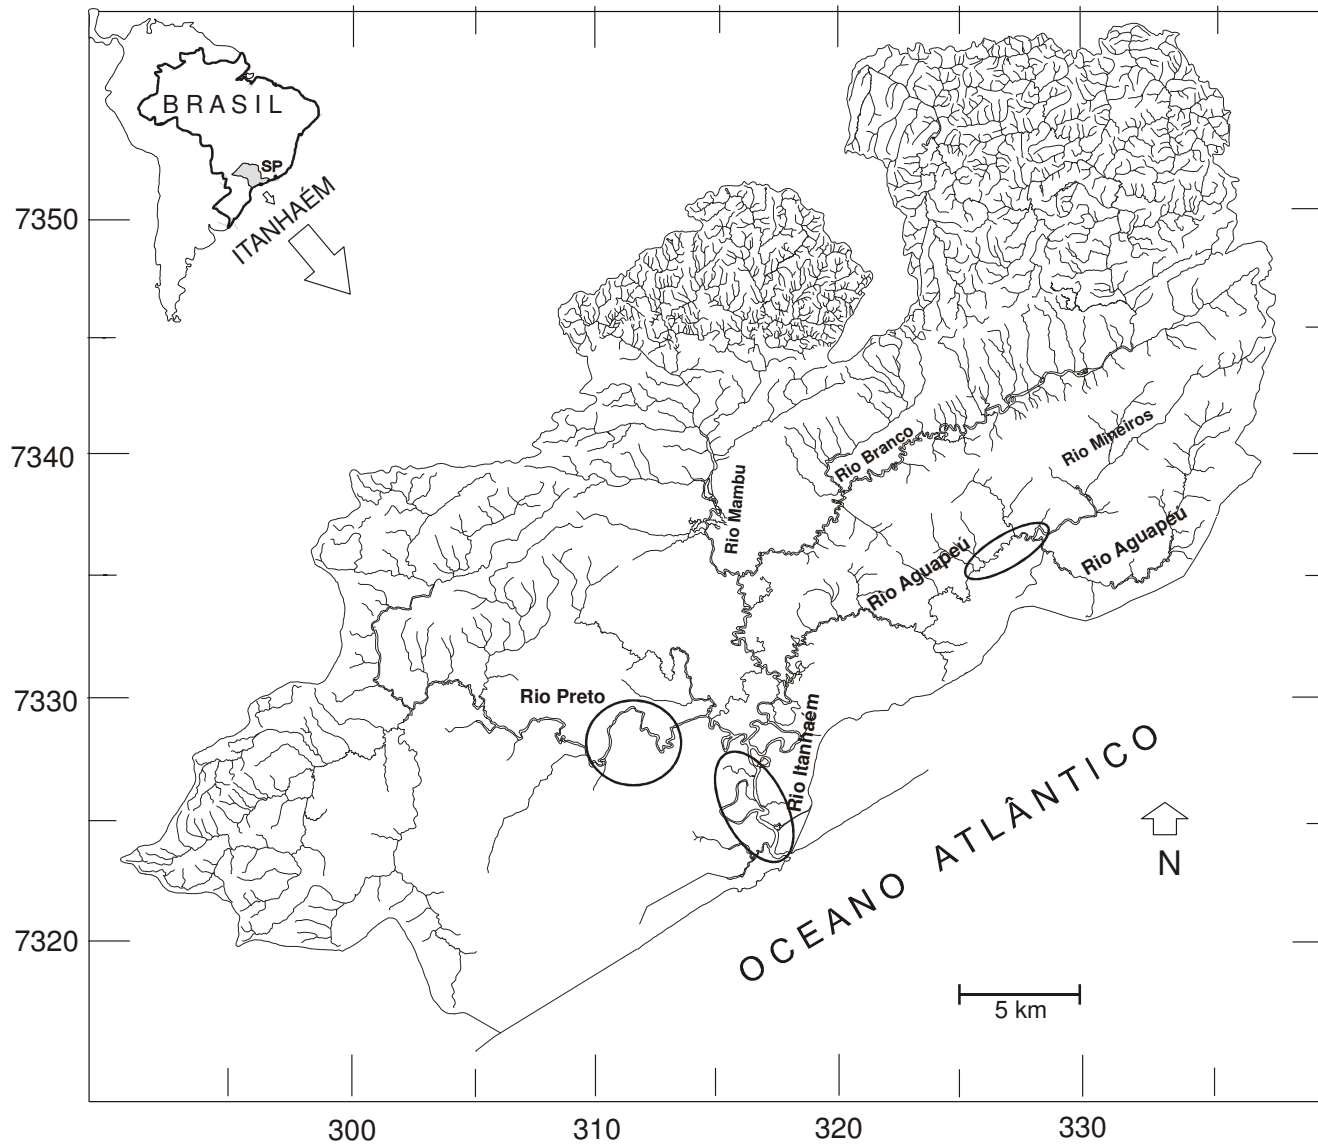 BRASIL
SP
ITANHAÉM
7350
7340
7330
7320
Rio Branco
Rio Mineiros
Rio Mambu
Rio Aguapeú
Rio Aguapeú
Rio Preto
Rio Itanhaém
OCEANO ATLÂNTICO
N
5 km
300
310
320
330